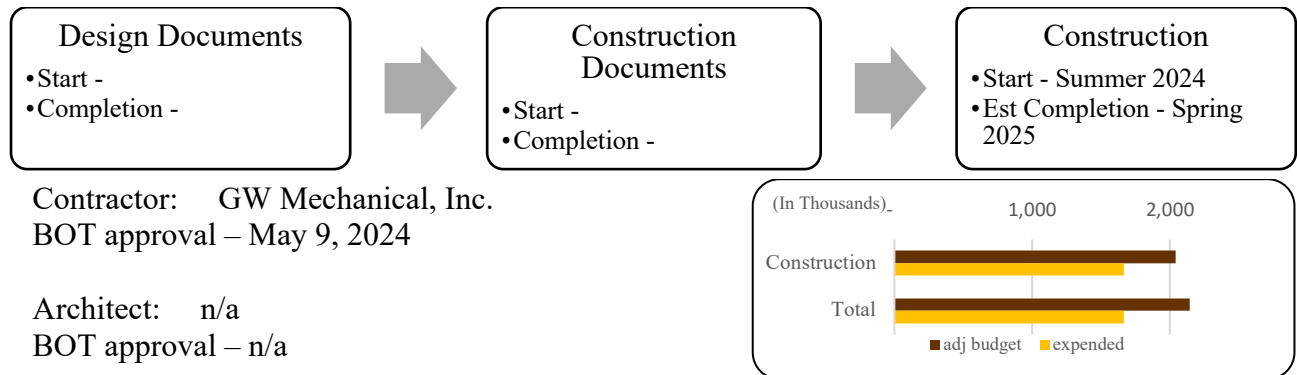 Design Documents
•Start -
•Completion -
Construction
Documents
•Start -
•Completion -
Construction
•Start - Summer 2024
•Est Completion - Spring
2025
Contractor: GW Mechanical, Inc.
BOT approval – May 9, 2024
Architect: n/a
BOT approval – n/a
(In Thousands) - 1,000 2,000
Construction
Total
adj budget expended